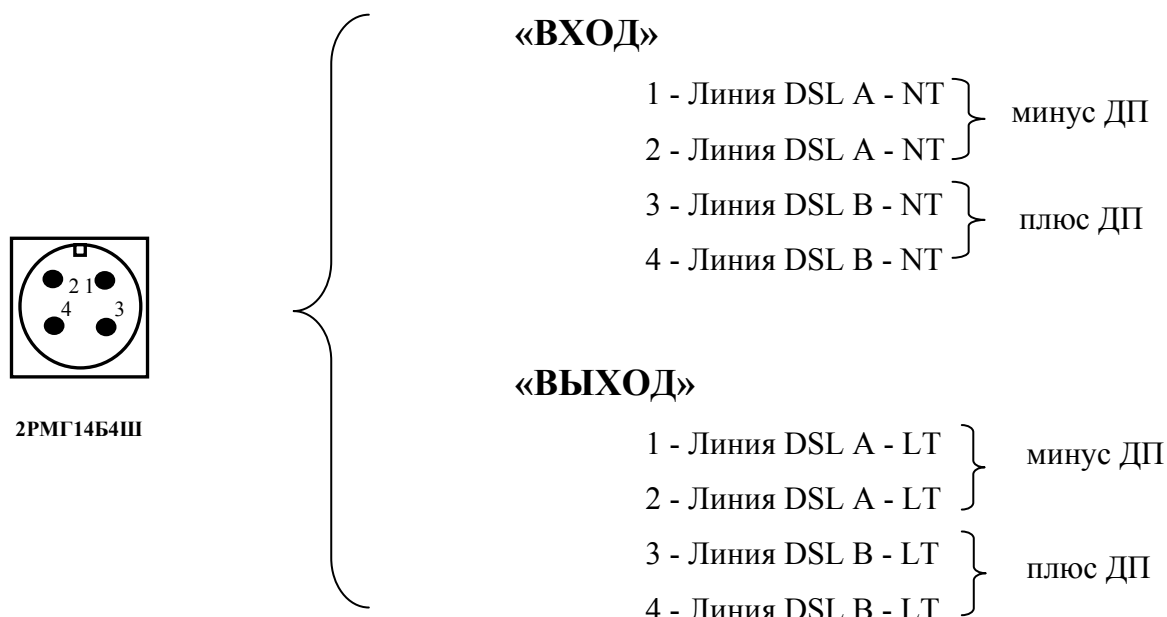 «ВХОД»
1 - Линия DSL A - NT
2 - Линия DSL A - NT
минус ДП
3 - Линия DSL B - NT
4 - Линия DSL B - NT
плюс ДП
2 1
4 3
2РМГ14Б4Ш
«ВЫХОД»
1 - Линия DSL A - LT
2 - Линия DSL A - LT
минус ДП
3 - Линия DSL B - LT
4 - Линия DSL B - LT
плюс ДП